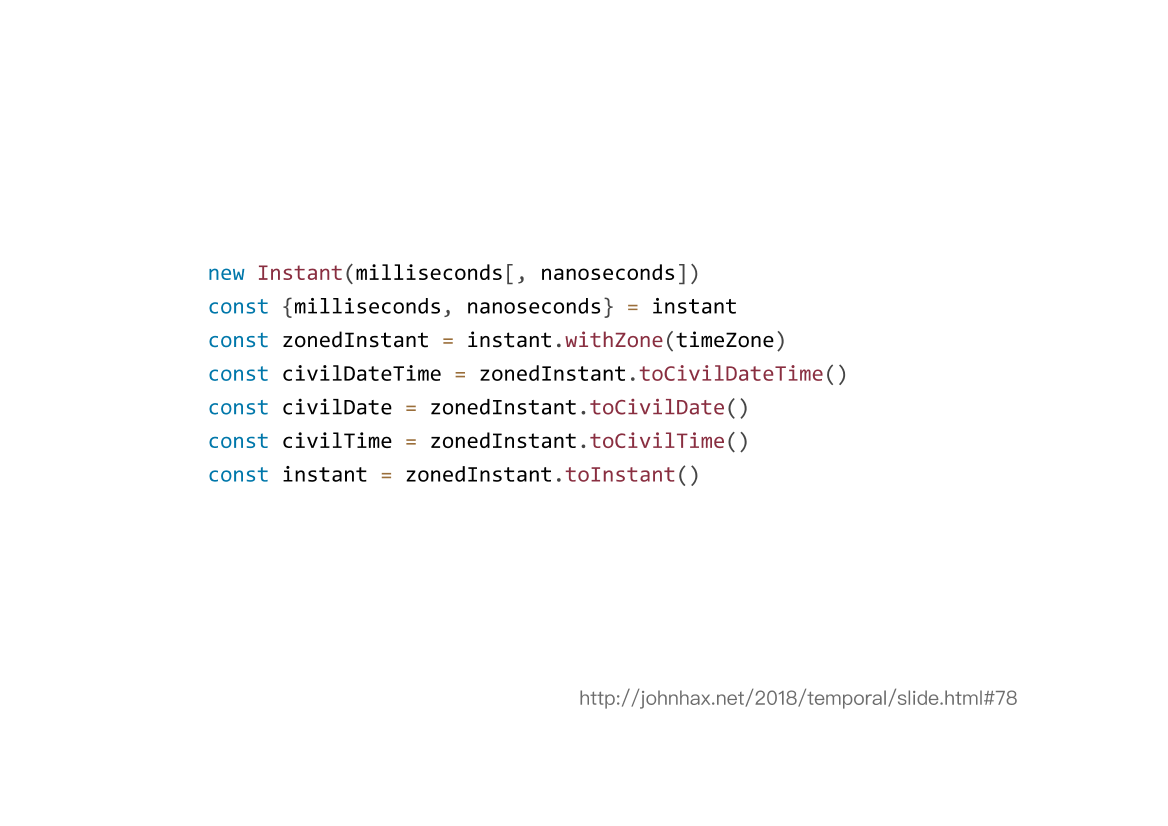 new Instant(milliseconds[, nanoseconds])
const {milliseconds, nanoseconds} = instant
const zonedInstant = instant.withZone(timeZone)
const civilDateTime = zonedInstant.toCivilDateTime()
const civilDate = zonedInstant.toCivilDate()
const civilTime = zonedInstant.toCivilTime()
const instant = zonedInstant.toInstant()
http://johnhax.net/2018/temporal/slide.html#78